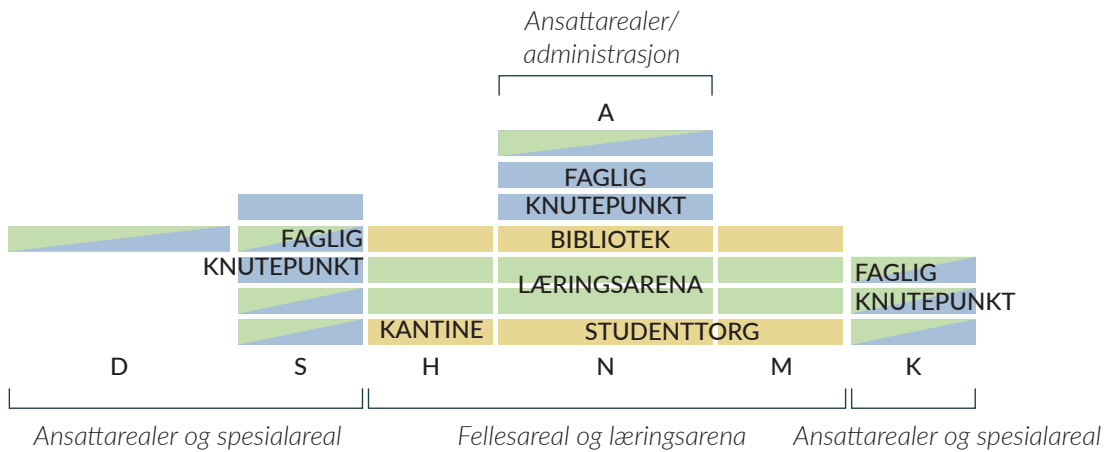 Ansattarealer/
administrasjon
A
FAGLIG
KNUTEPUNKT
FAGLIG
KNUTEPUNKT
BIBLIOTEK
LÆRINGSARENA
FAGLIG
KNUTEPUNKT
KANTINE
STUDENTTORG
D
S
H
N
M
K
Ansattarealer og spesialareal
Fellesareal og læringsarena
Ansattarealer og spesialareal